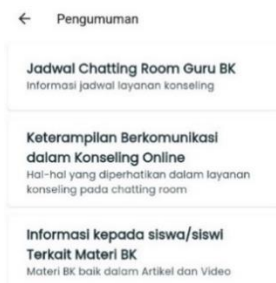 Pengumuman
Jadwal Chatting Room Guru BK
Informasi jadwal layanan konseling
Keterampilan Berkomunikasi
dalam Konseling Online
Hal-hal yang diperhatikan dalam layanan
konseling pada chatting room
Informasi kepada siswa/siswi
Terkait Materi BK
Materi BK baik dalam Artikel dan Video